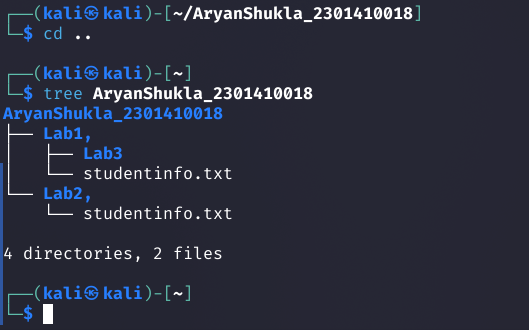 ┌──(kali㉿kali)-[~/AryanShukla_2301410018]
└─$ cd ..
┌──(kali㉿kali)-[~]
└─$ tree AryanShukla_2301410018
AryanShukla_2301410018
├── Lab1,
│   ├── Lab3
│   └── studentinfo.txt
└── Lab2,
    └── studentinfo.txt
4 directories, 2 files
┌──(kali㉿kali)-[~]
└─$